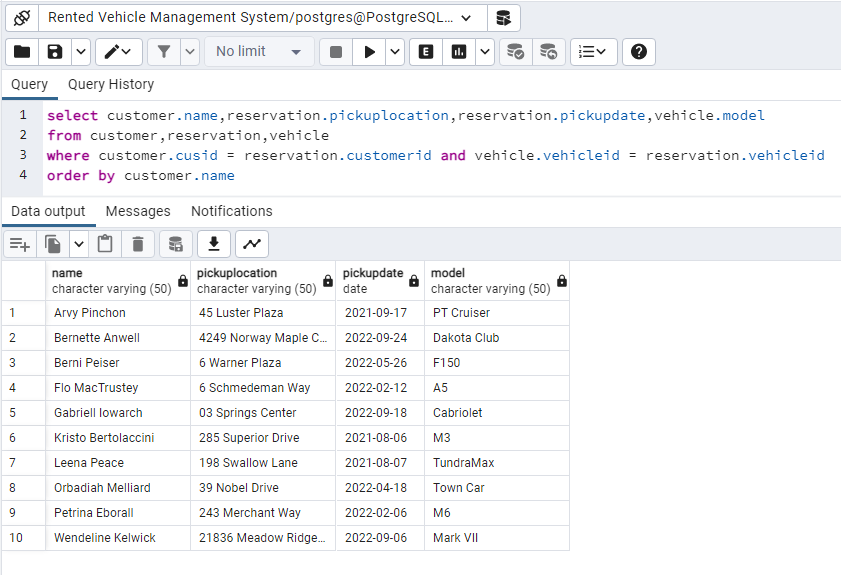 Rented Vehicle Management System/postgres@PostgreSQL...
No limit
E
Query Query History
1 select customer.name,reservation.pickuplocation,reservation.pickupdate,vehicle.model
2 from customer,reservation,vehicle
3 where customer.cusid = reservation.customerid and vehicle.vehicleid = reservation.vehicleid
4 order by customer.name
Data output Messages Notifications
name pickuplocation pickupdate model
character varying (50) character varying (50) date character varying (50)
1 Arvy Pinchon 45 Luster Plaza 2021-09-17 PT Cruiser
2 Bernette Anwell 4249 Norway Maple C... 2022-09-24 Dakota Club
3 Berni Peiser 6 Warner Plaza 2022-05-26 F150
4 Flo MacTrustey 6 Schmedeman Way 2022-02-12 A5
5 Gabriell Iowarch 03 Springs Center 2022-09-18 Cabriolet
6 Kristo Bertolaccini 285 Superior Drive 2021-08-06 M3
7 Leena Peace 198 Swallow Lane 2021-08-07 TundraMax
8 Orbadiah Melliard 39 Nobel Drive 2022-04-18 Town Car
9 Petrina Eborall 243 Merchant Way 2022-02-06 M6
10 Wendeline Kelwick 21836 Meadow Ridge... 2022-09-06 Mark VII